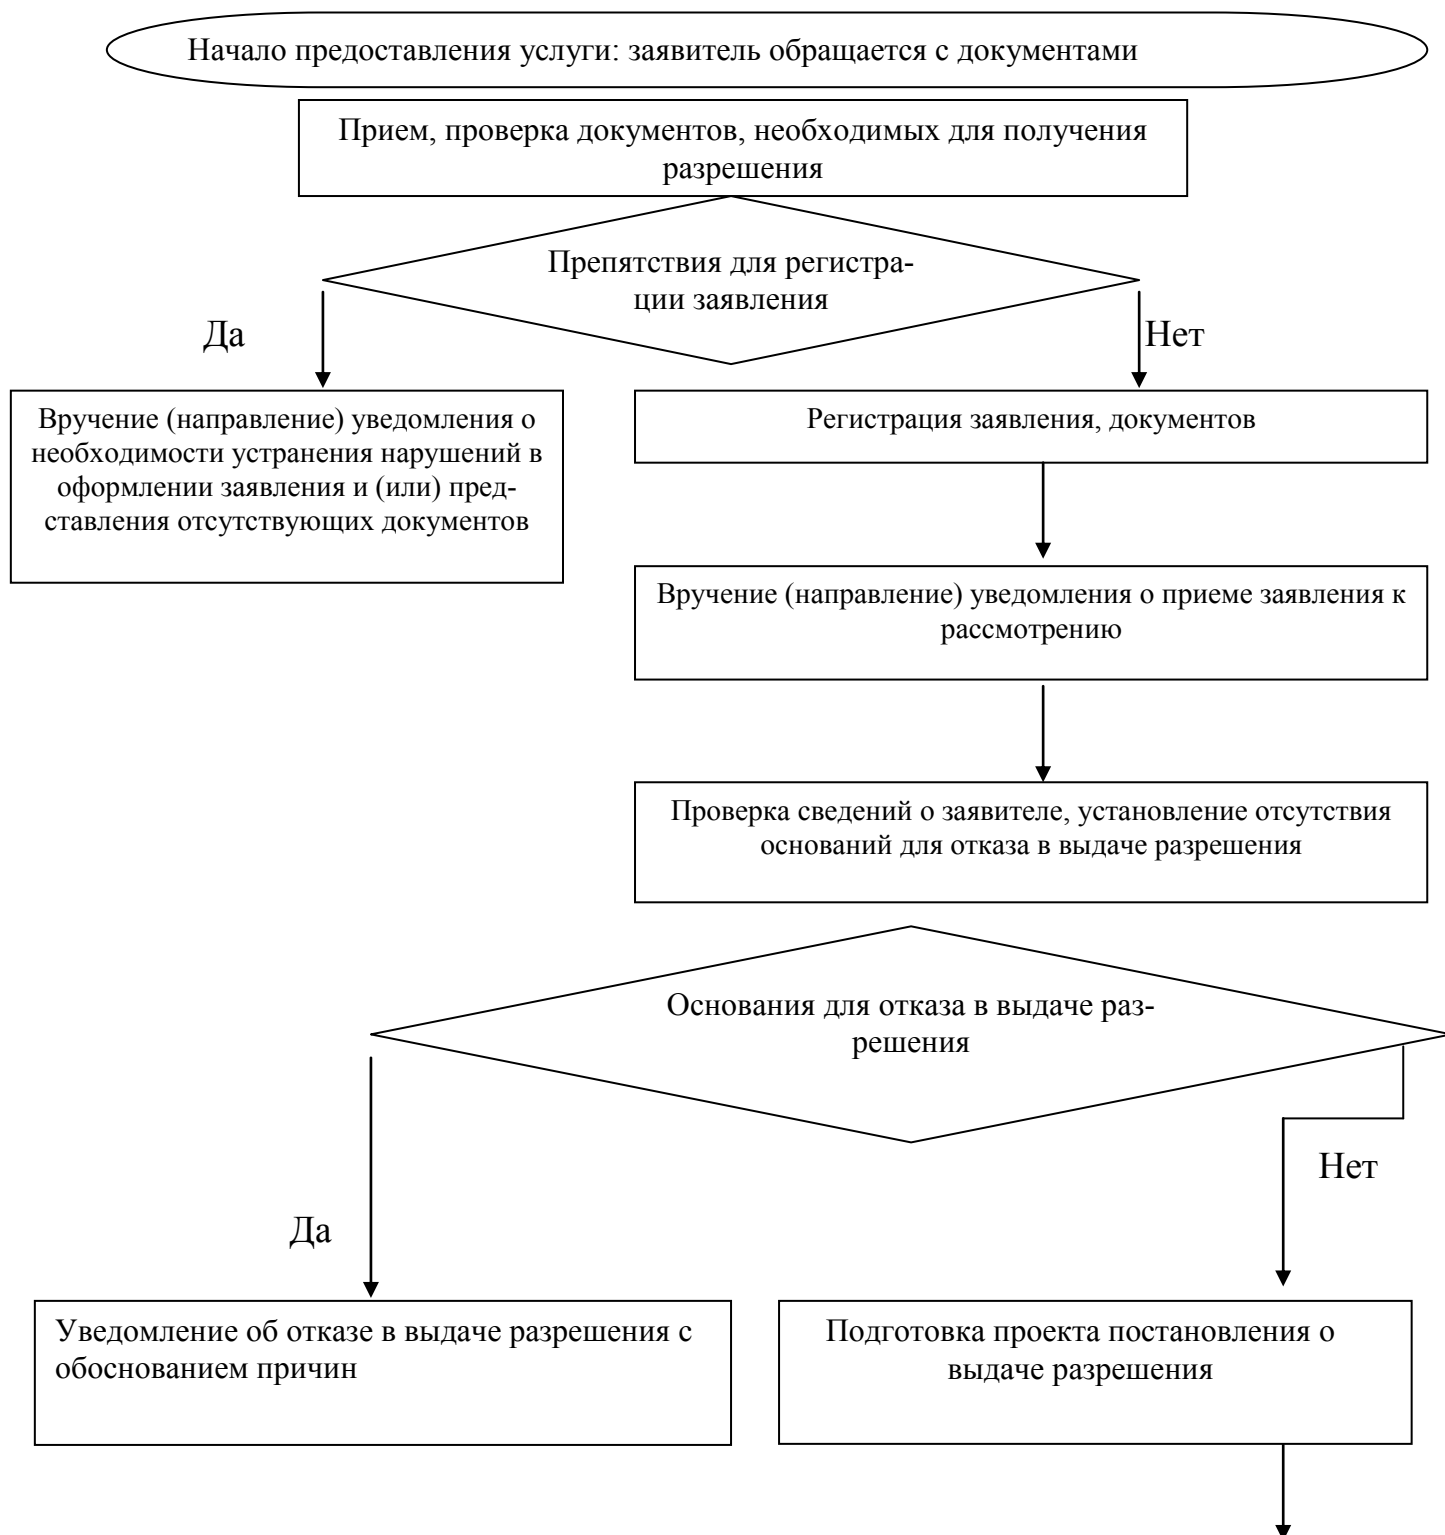 Начало предоставления услуги: заявитель обращается с документами
Прием, проверка документов, необходимых для получения
разрешения
Препятствия для регистра-
ции заявления
Да
Нет
Вручение (направление) уведомления о
необходимости устранения нарушений в
оформлении заявления и (или) пред-
ставления отсутствующих документов
Регистрация заявления, документов
Вручение (направление) уведомления о приеме заявления к
рассмотрению
Проверка сведений о заявителе, установление отсутствия
оснований для отказа в выдаче разрешения
Основания для отказа в выдаче раз-
решения
Нет
Да
Уведомление об отказе в выдаче разрешения с
обоснованием причин
Подготовка проекта постановления о
выдаче разрешения